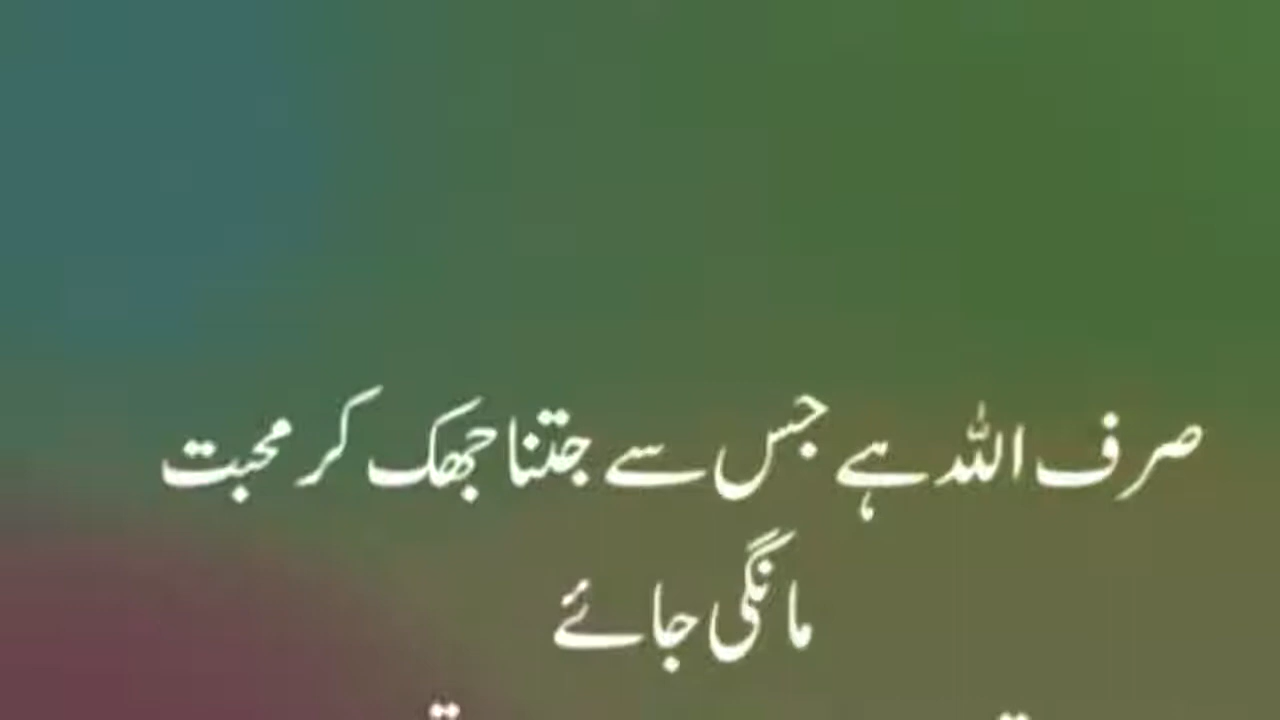 صرف اللہ ہے جس سے جتنا جھک کر محبت
مانگی جائے